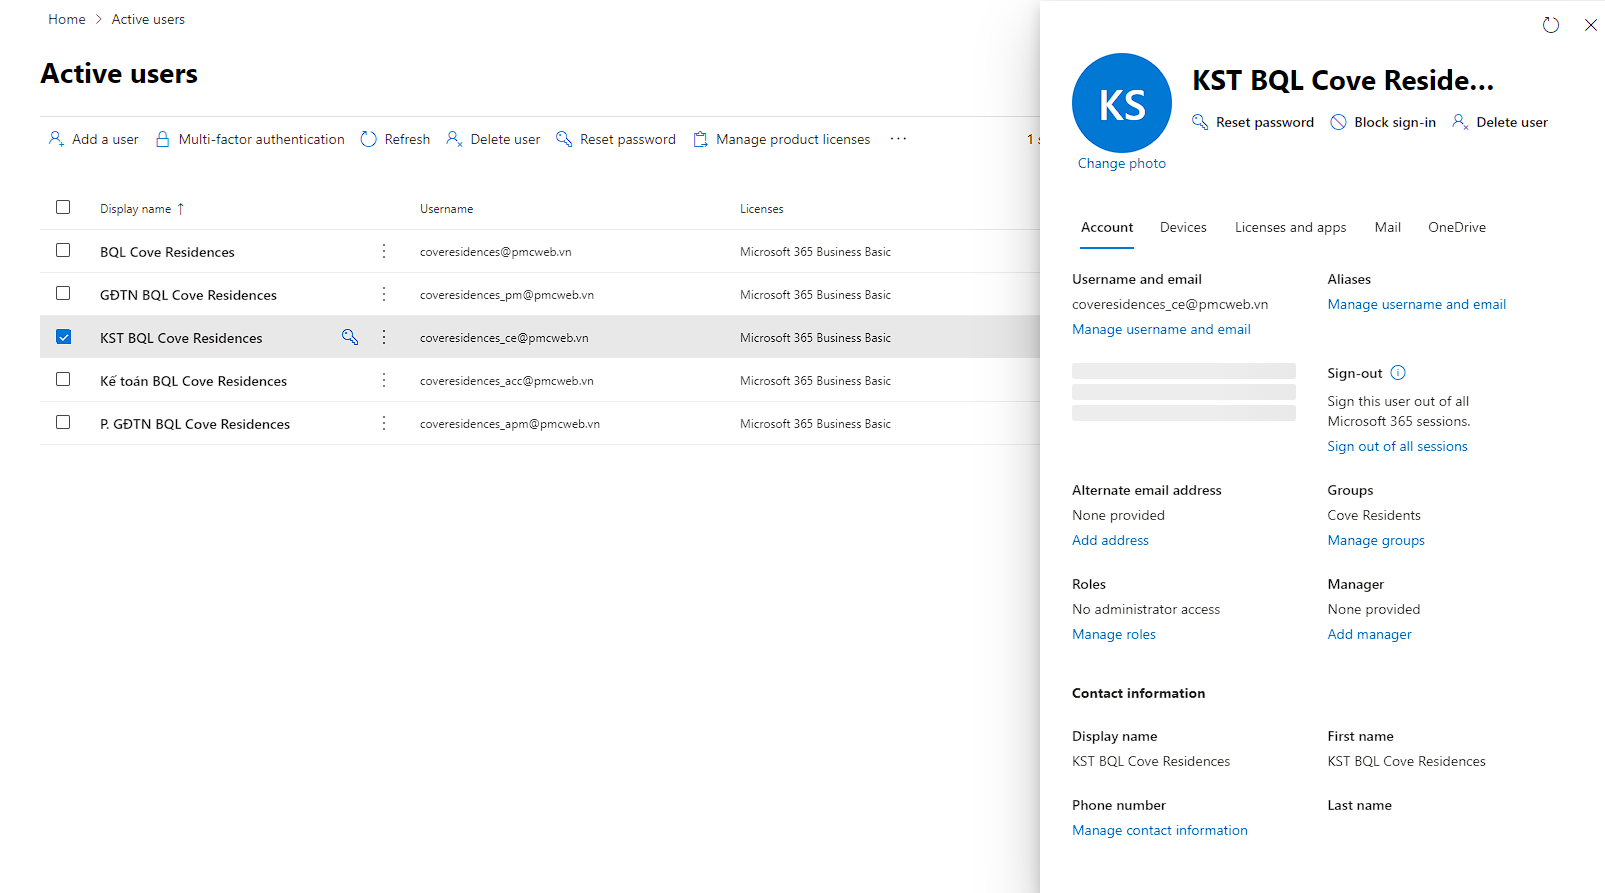 Home > Active users
Active users
Add a user
Multi-factor authentication
Refresh
Delete user
Reset password
Manage product licenses
...
1
Display name ↑
Username
Licenses
BQL Cove Residences
coveresidences@pmcweb.vn
Microsoft 365 Business Basic
GĐTN BQL Cove Residences
coveresidences_pm@pmcweb.vn
Microsoft 365 Business Basic
KST BQL Cove Residences
coveresidences_ce@pmcweb.vn
Microsoft 365 Business Basic
Kế toán BQL Cove Residences
coveresidences_acc@pmcweb.vn
Microsoft 365 Business Basic
P. GĐTN BQL Cove Residences
coveresidences_apm@pmcweb.vn
Microsoft 365 Business Basic
KS
Change photo
KST BQL Cove Reside...
Reset password
Block sign-in
Delete user
Account
Devices
Licenses and apps
Mail
OneDrive
Username and email
coveresidences_ce@pmcweb.vn
Manage username and email
Aliases
Manage username and email
Sign-out
Sign this user out of all
Microsoft 365 sessions.
Sign out of all sessions
Alternate email address
None provided
Add address
Groups
Cove Residents
Manage groups
Roles
No administrator access
Manage roles
Manager
None provided
Add manager
Contact information
Display name
KST BQL Cove Residences
First name
KST BQL Cove Residences
Phone number
Manage contact information
Last name